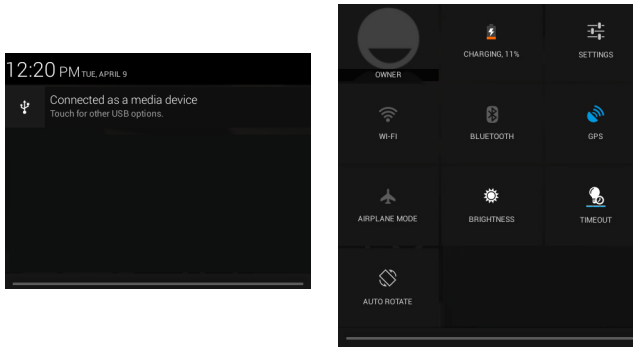 12:20 PM TUE, APRIL 9
Connected as a media device
Touch for other USB options.
OWNER
CHARGING, 11%
SETTINGS
WI-FI
BLUETOOTH
GPS
AIRPLANE MODE
BRIGHTNESS
TIMEOUT
AUTO ROTATE